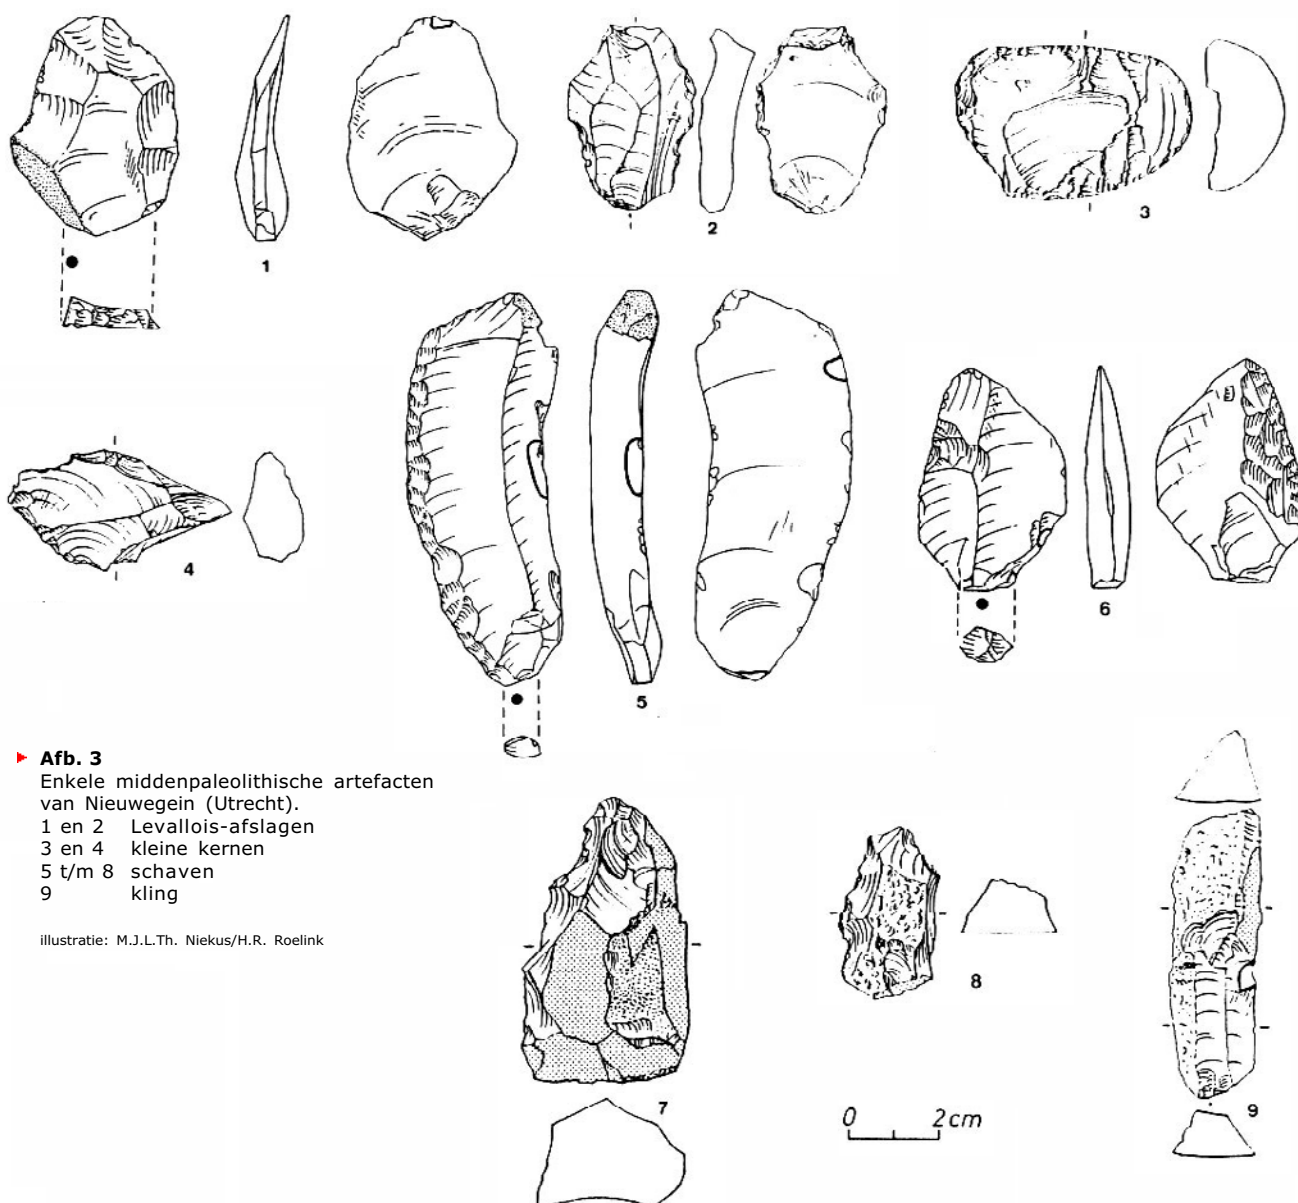 1
2
3
4
5
6
Afb. 3
Enkele middenpaleolithische artefacten
van Nieuwegein (Utrecht).
1 en 2 Levallois-afslagen
3 en 4 kleine kernen
5 t/m 8 schaven
9 kling
illustratie: M.J.L.Th. Niekus/H.R. Roelink
7
8
9
0 2cm